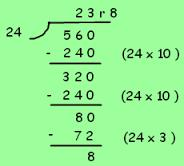 23r8
24 560
- 240 (24 x 10)
320
- 240 (24 x 10)
80
- 72 (24 x 3)
8